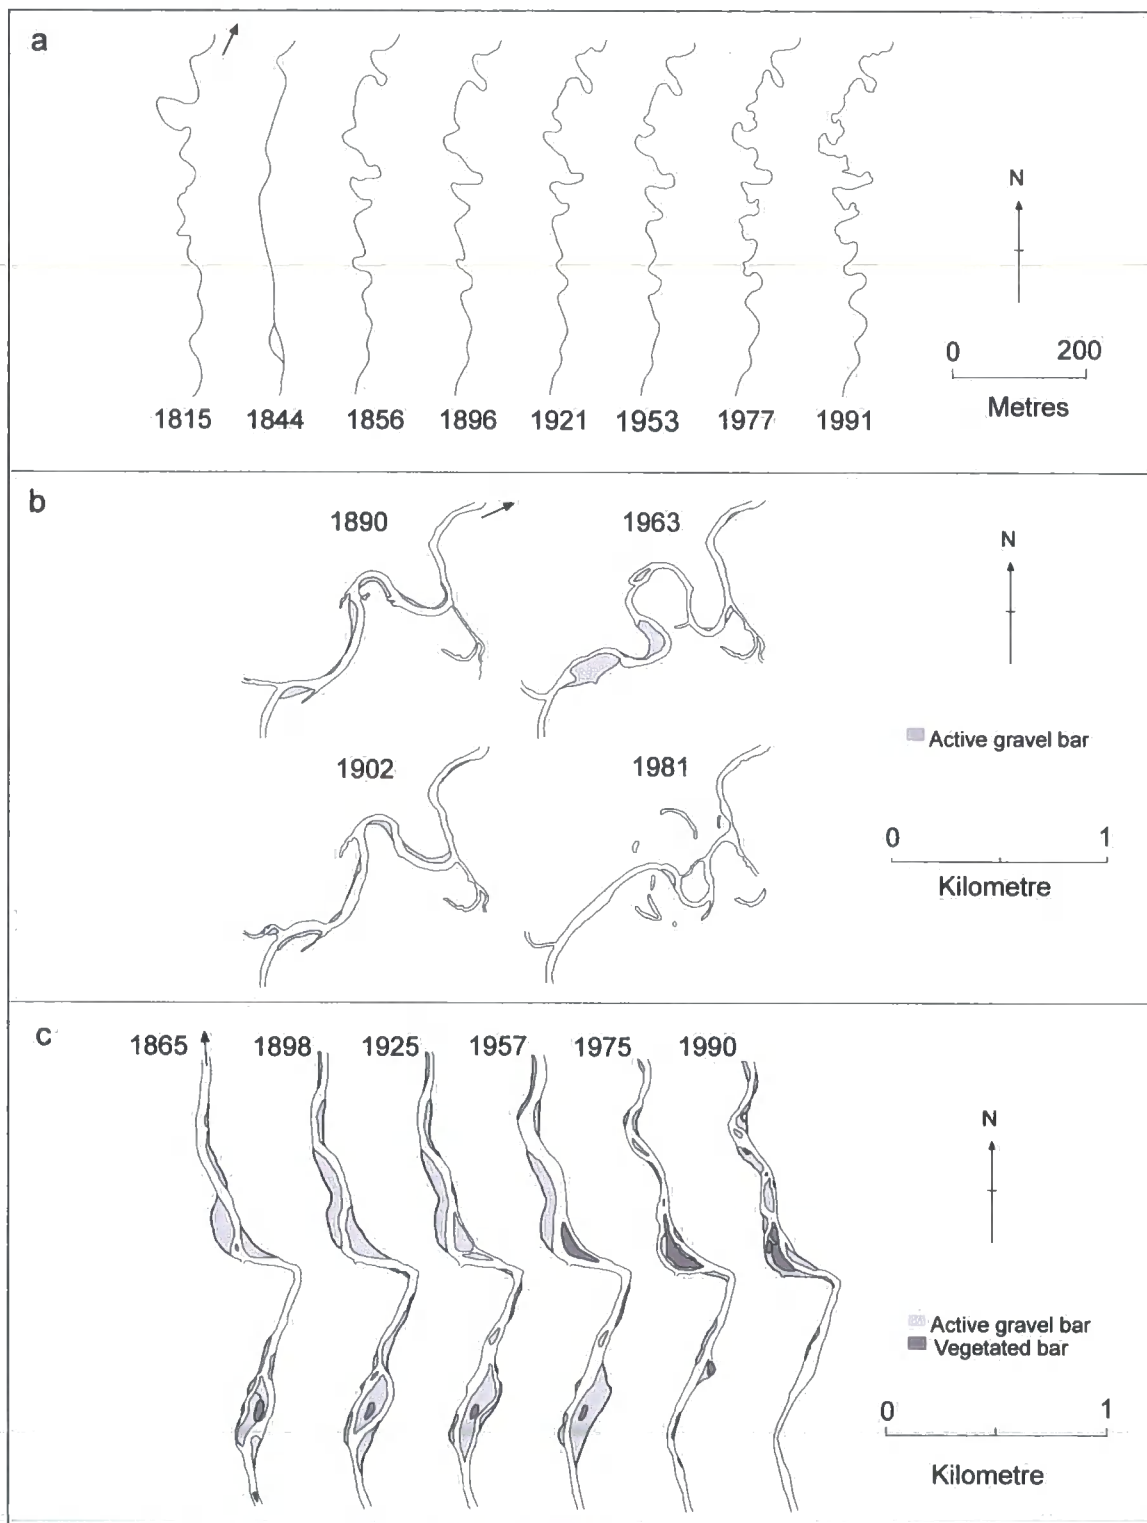 a
N
0 200
Metres
1815 1844 1856 1896 1921 1953 1977 1991
b
1890 1963
N
1902 1981
Active gravel bar
0 1
Kilometre
c
1865 1898 1925 1957 1975 1990
N
Active gravel bar
Vegetated bar
0 1
Kilometre